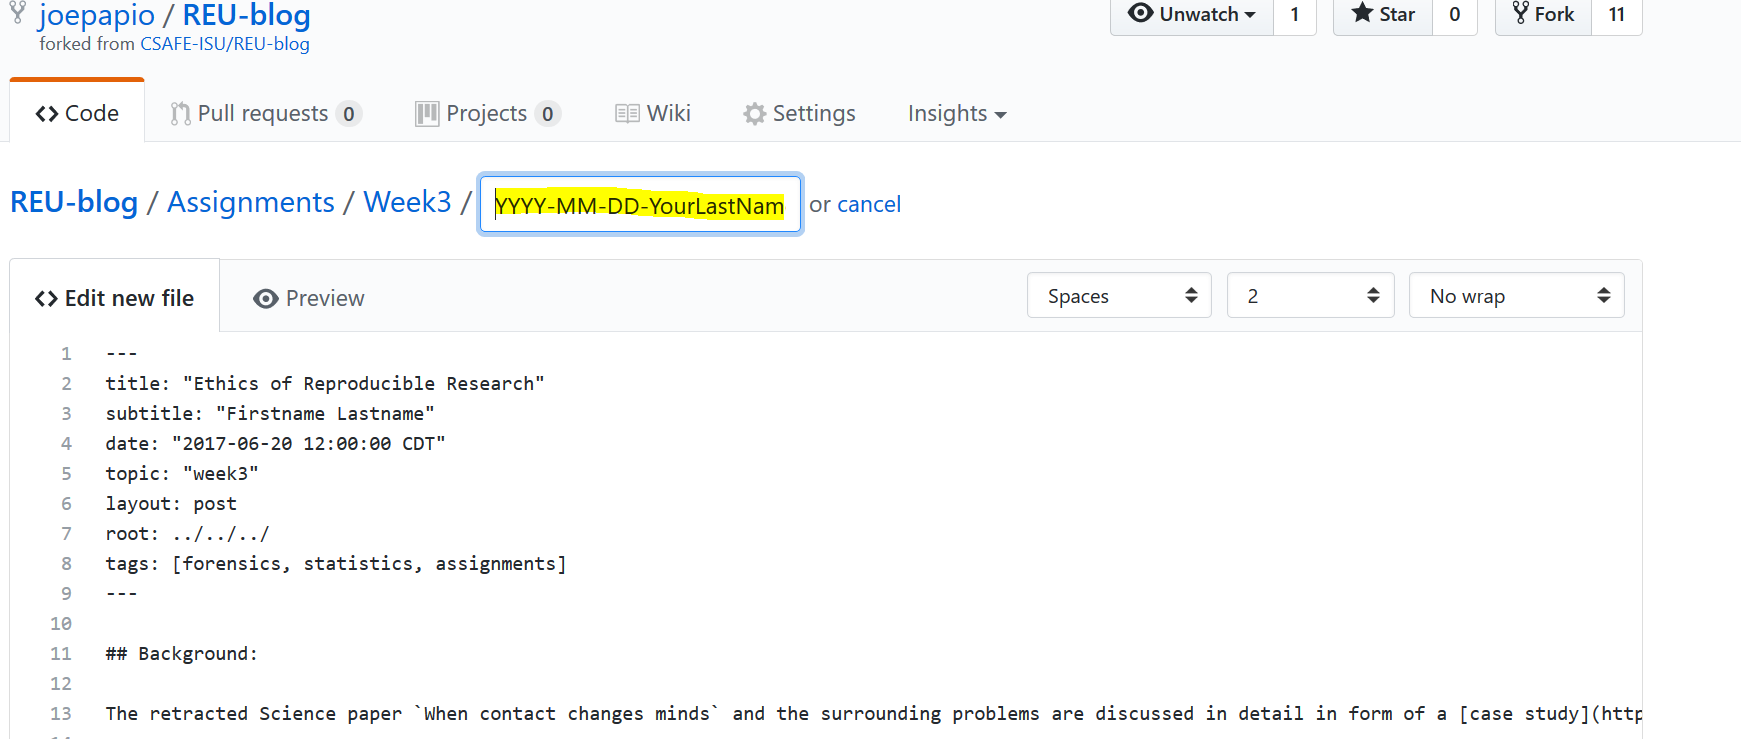 joepapio / REU-blog
forked from CSAFE-ISU/REU-blog
Unwatch 1 Star 0 Fork 11
Code Pull requests 0 Projects 0 Wiki Settings Insights
REU-blog / Assignments / Week3 / YYYY-MM-DD-YourLastNam or cancel
Edit new file Preview Spaces 2 No wrap
1 ---
2 title: "Ethics of Reproducible Research"
3 subtitle: "Firstname Lastname"
4 date: "2017-06-20 12:00:00 CDT"
5 topic: "week3"
6 layout: post
7 root: ../../../
8 tags: [forensics, statistics, assignments]
9 ---
10
11 ## Background:
12
13 The retracted Science paper `When contact changes minds` and the surrounding problems are discussed in detail in form of a [case study](http